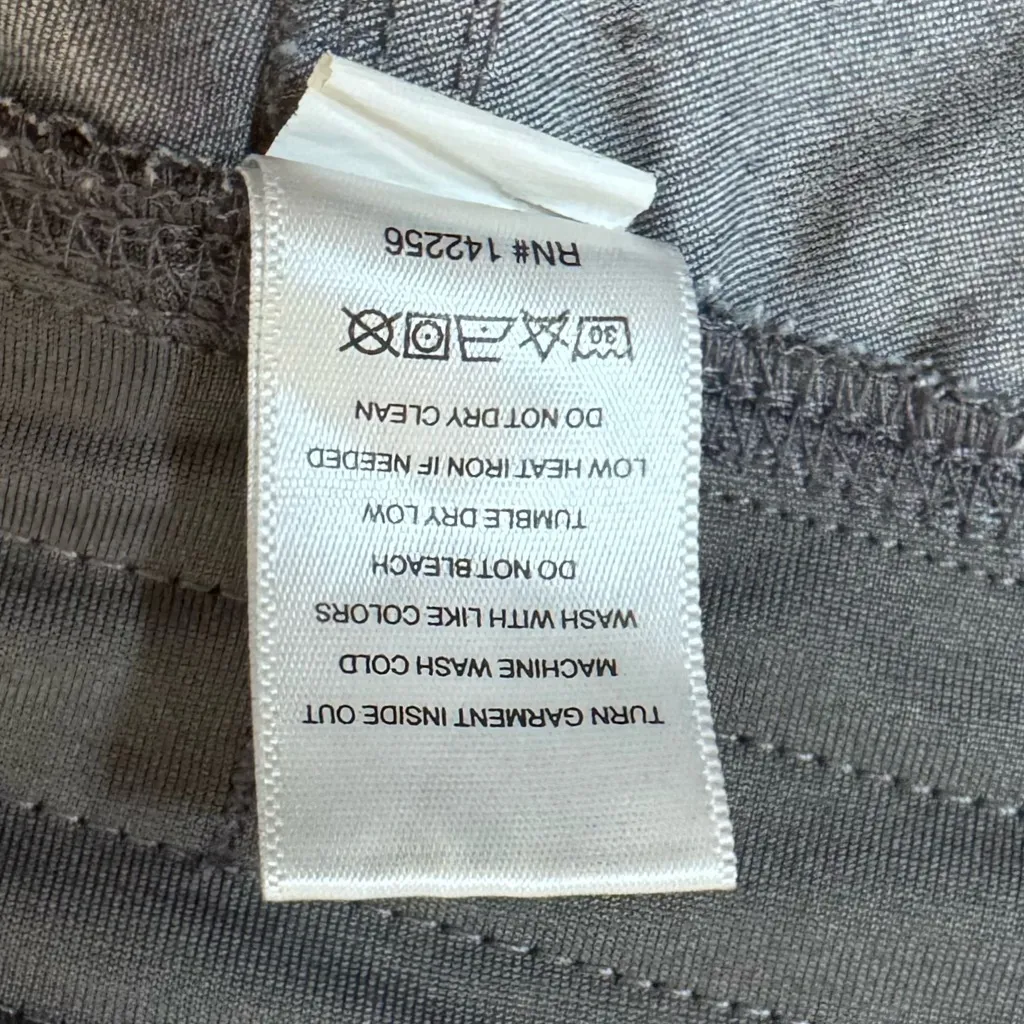 TURN GARMENT INSIDE OUT
MACHINE WASH COLD
WASH WITH LIKE COLORS
DO NOT BLEACH
TUMBLE DRY LOW
LOW HEAT IRON IF NEEDED
DO NOT DRY CLEAN
30
RN# 142256